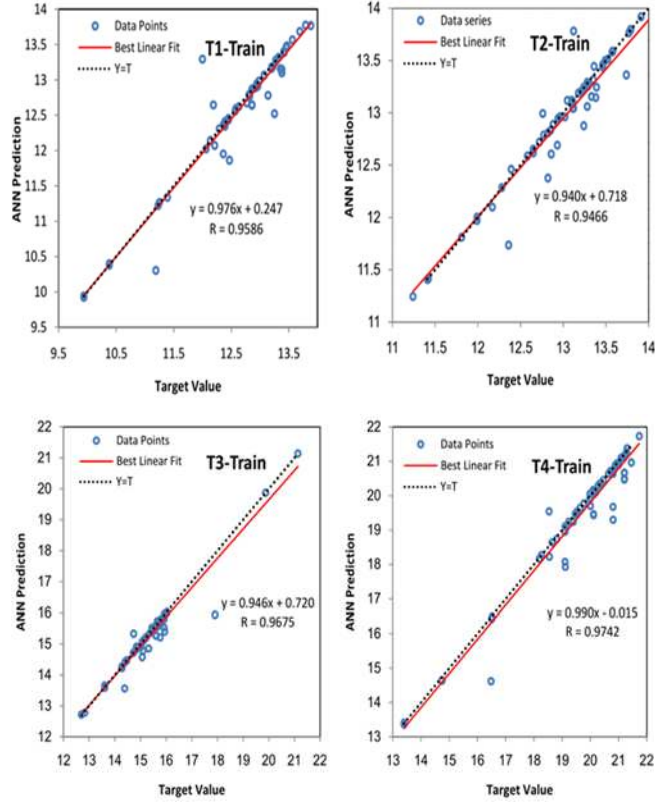 T1-Train
Data Points
Best Linear Fit
Y=T
y = 0.976x + 0.247
R = 0.9586
14
13.5
13
12.5
12
11.5
11
10.5
10
9.5
9.5 10.5 11.5 12.5 13.5
ANN Prediction
Target Value
T2-Train
Data series
Best Linear Fit
Y=T
y = 0.940x + 0.718
R = 0.9466
14
13.5
13
12.5
12
11.5
11
11 11.5 12 12.5 13 13.5 14
ANN Prediction
Target Value
T3-Train
Data Points
Best Linear Fit
Y=T
y = 0.946x + 0.720
R = 0.9675
22
21
20
19
18
17
16
15
14
13
12
12 13 14 15 16 17 18 19 20 21 22
ANN Prediction
Target Value
T4-Train
Data Points
Best Linear Fit
Y=T
y = 0.990x - 0.015
R = 0.9742
22
21
20
19
18
17
16
15
14
13
13 14 15 16 17 18 19 20 21 22
ANN Prediction
Target Value